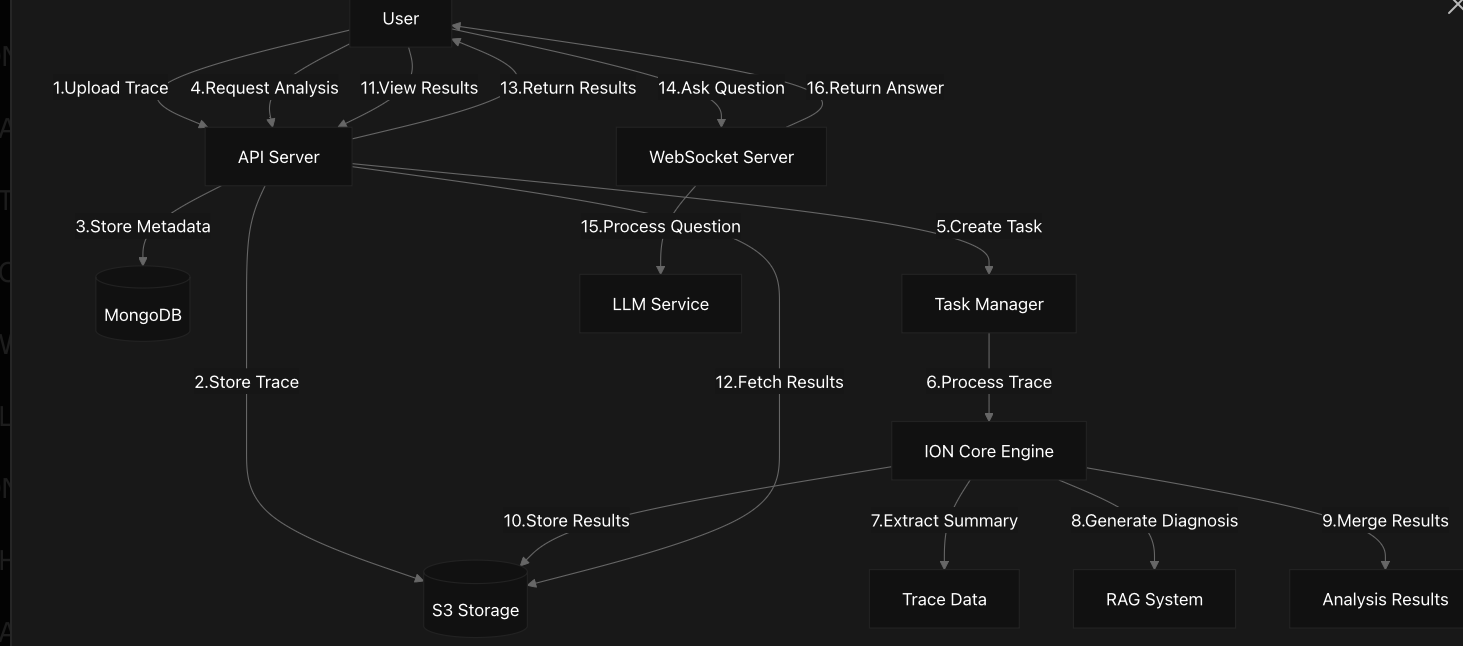 User
1.Upload Trace
4.Request Analysis
11.View Results
13.Return Results
14.Ask Question
16.Return Answer
API Server
WebSocket Server
3.Store Metadata
15.Process Question
5.Create Task
MongoDB
LLM Service
Task Manager
2.Store Trace
12.Fetch Results
6.Process Trace
ION Core Engine
10.Store Results
7.Extract Summary
8.Generate Diagnosis
9.Merge Results
S3 Storage
Trace Data
RAG System
Analysis Results